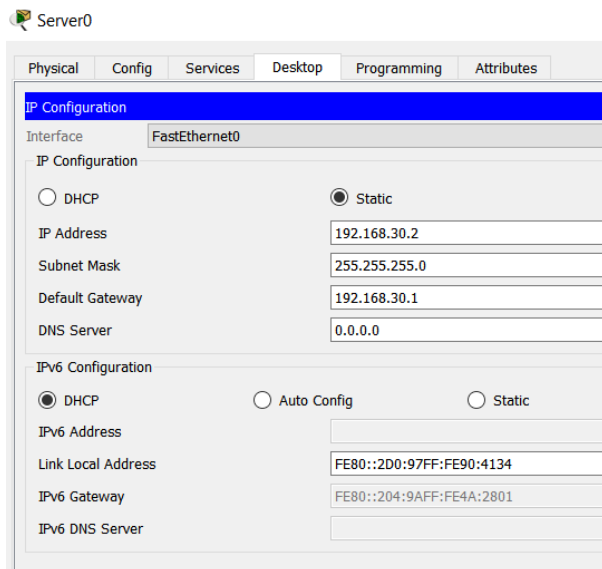 Server0
Physical Config Services Desktop Programming Attributes
IP Configuration
Interface FastEthernet0
IP Configuration
DHCP Static
IP Address 192.168.30.2
Subnet Mask 255.255.255.0
Default Gateway 192.168.30.1
DNS Server 0.0.0.0
IPv6 Configuration
DHCP Auto Config Static
IPv6 Address
Link Local Address FE80::2D0:97FF:FE90:4134
IPv6 Gateway FE80::204:9AFF:FE4A:2801
IPv6 DNS Server